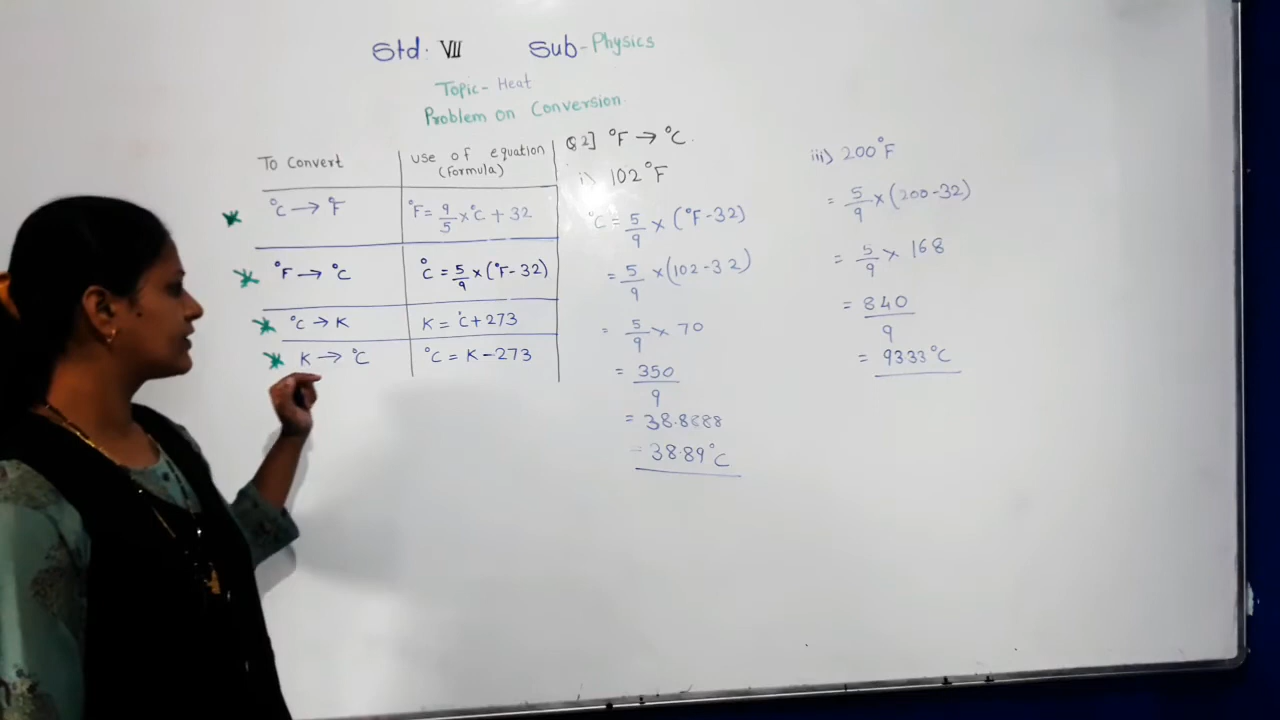 Std. VII Sub-Physics
Topic- Heat
Problem on Conversion.
To Convert
use of equation
(formula)
°C → °F
°F = 9/5 × °C + 32
°F → °C
°C = 5/9 × (°F - 32)
°C → K
K = °C + 273
K → °C
°C = K - 273
Q2] °F → °C.
i) 102°F
°C = 5/9 × (°F - 32)
= 5/9 × (102 - 32)
= 5/9 × 70
= 350/9
= 38.8888
= 38.89°C
iii) 200°F
= 5/9 × (200 - 32)
= 5/9 × 168
= 840/9
= 9333°C